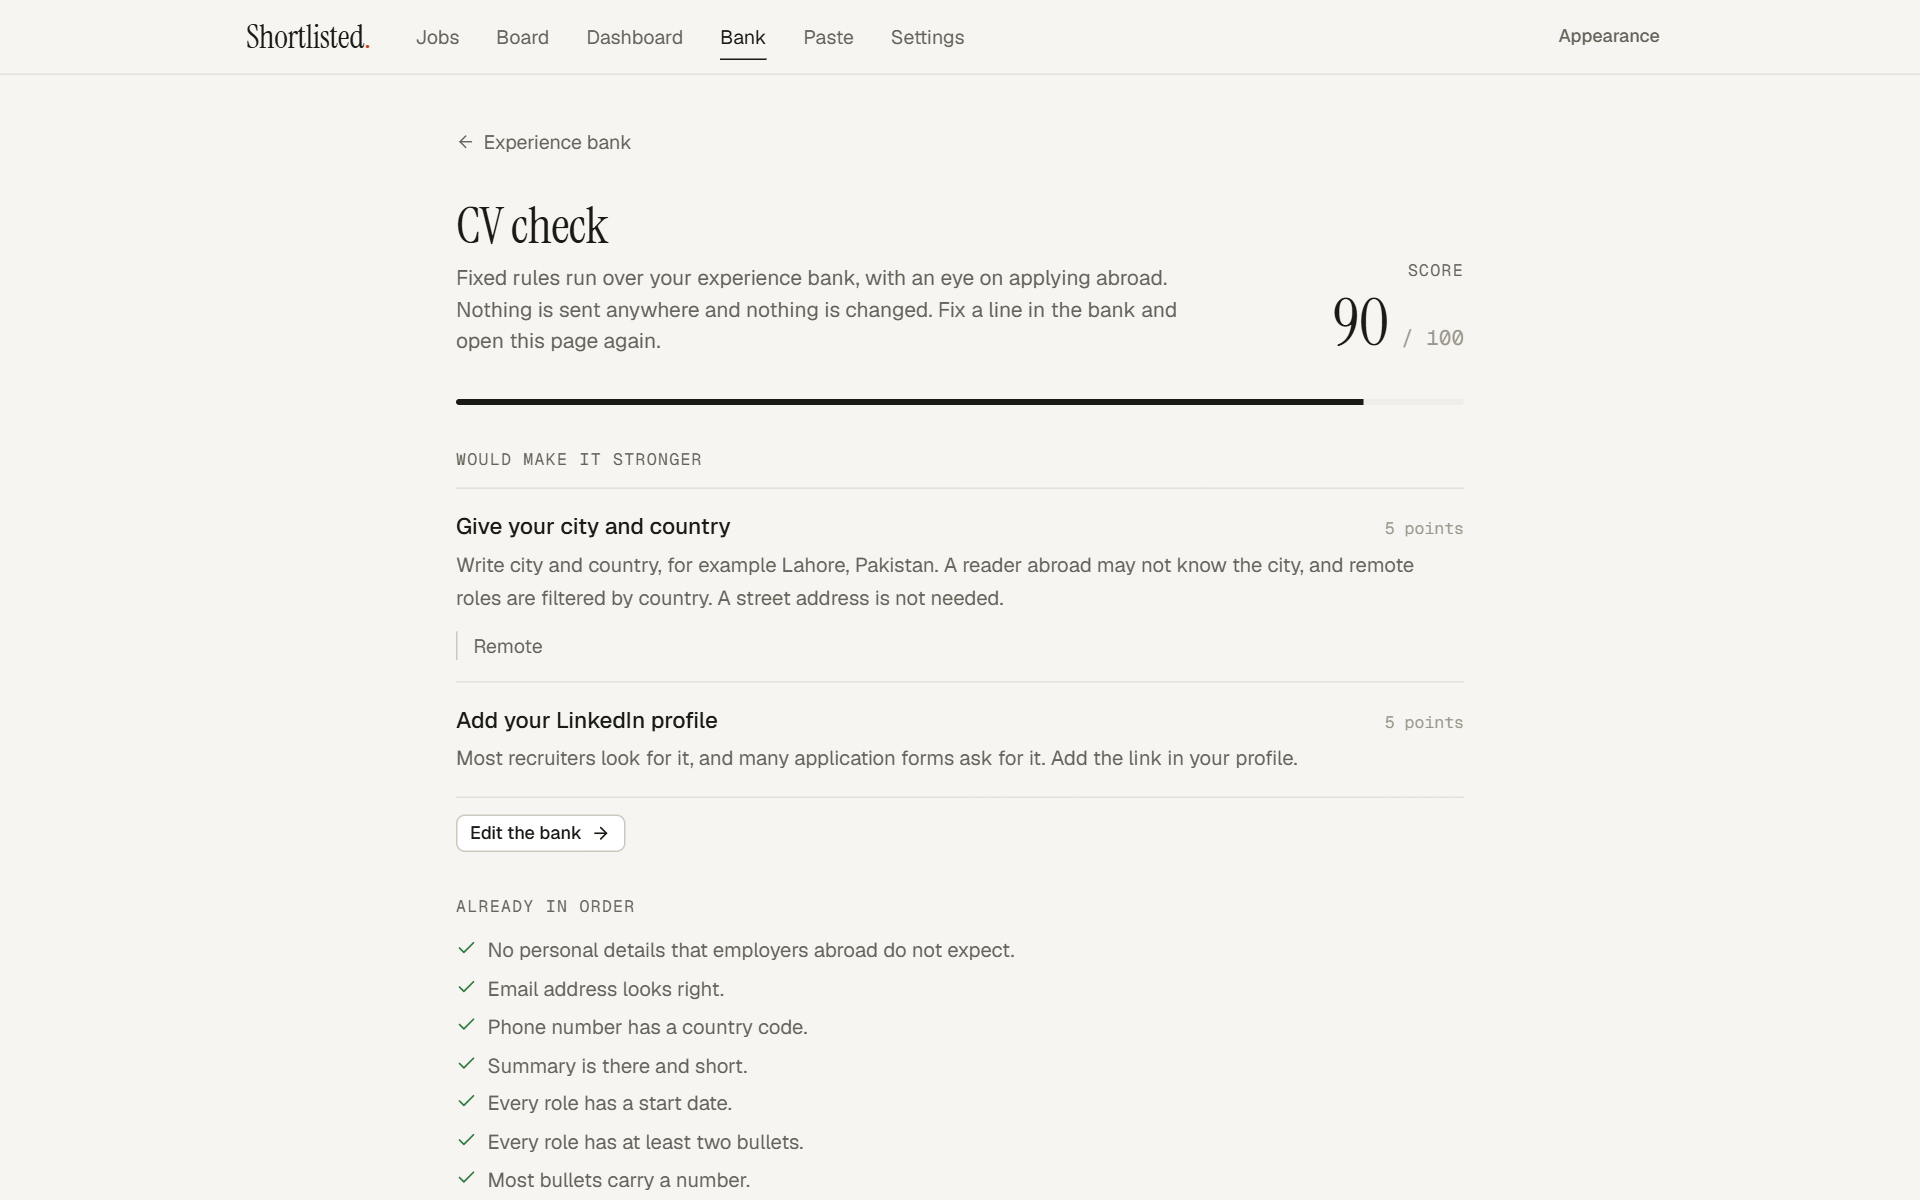 Shortlisted.
Jobs
Board
Dashboard
Bank
Paste
Settings
Appearance
← Experience bank
CV check
Fixed rules run over your experience bank, with an eye on applying abroad.
Nothing is sent anywhere and nothing is changed. Fix a line in the bank and
open this page again.
SCORE
90 / 100
WOULD MAKE IT STRONGER
Give your city and country
5 points
Write city and country, for example Lahore, Pakistan. A reader abroad may not know the city, and remote
roles are filtered by country. A street address is not needed.
Remote
Add your LinkedIn profile
5 points
Most recruiters look for it, and many application forms ask for it. Add the link in your profile.
Edit the bank →
ALREADY IN ORDER
✓ No personal details that employers abroad do not expect.
✓ Email address looks right.
✓ Phone number has a country code.
✓ Summary is there and short.
✓ Every role has a start date.
✓ Every role has at least two bullets.
✓ Most bullets carry a number.